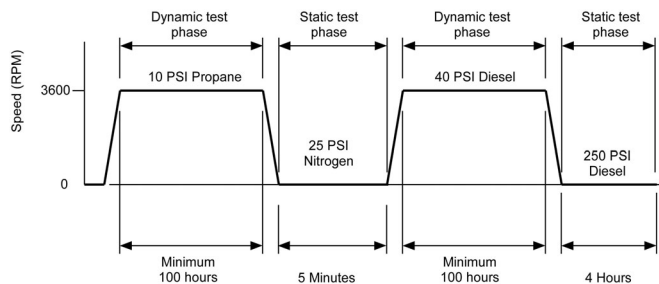 Dynamic test
phase
Static test
phase
Dynamic test
phase
Static test
phase
Speed (RPM)
3600
10 PSI Propane
40 PSI Diesel
25 PSI
Nitrogen
250 PSI
Diesel
0
Minimum
100 hours
5 Minutes
Minimum
100 hours
4 Hours